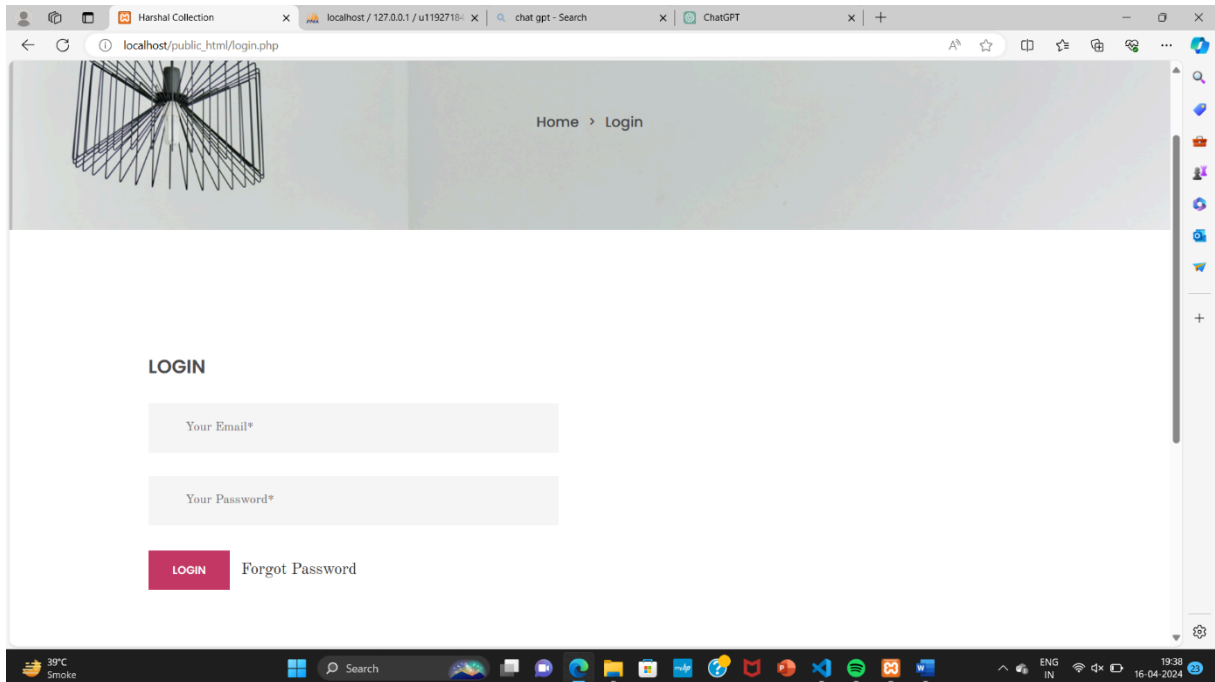 Harshal Collection
localhost / 127.0.0.1 / u11927184
chat gpt - Search
ChatGPT
localhost/public_html/login.php
Home > Login
LOGIN
Your Email*
Your Password*
LOGIN Forgot Password
39°C
Smoke
Search
ENG
IN
19:38
16-04-2024
23